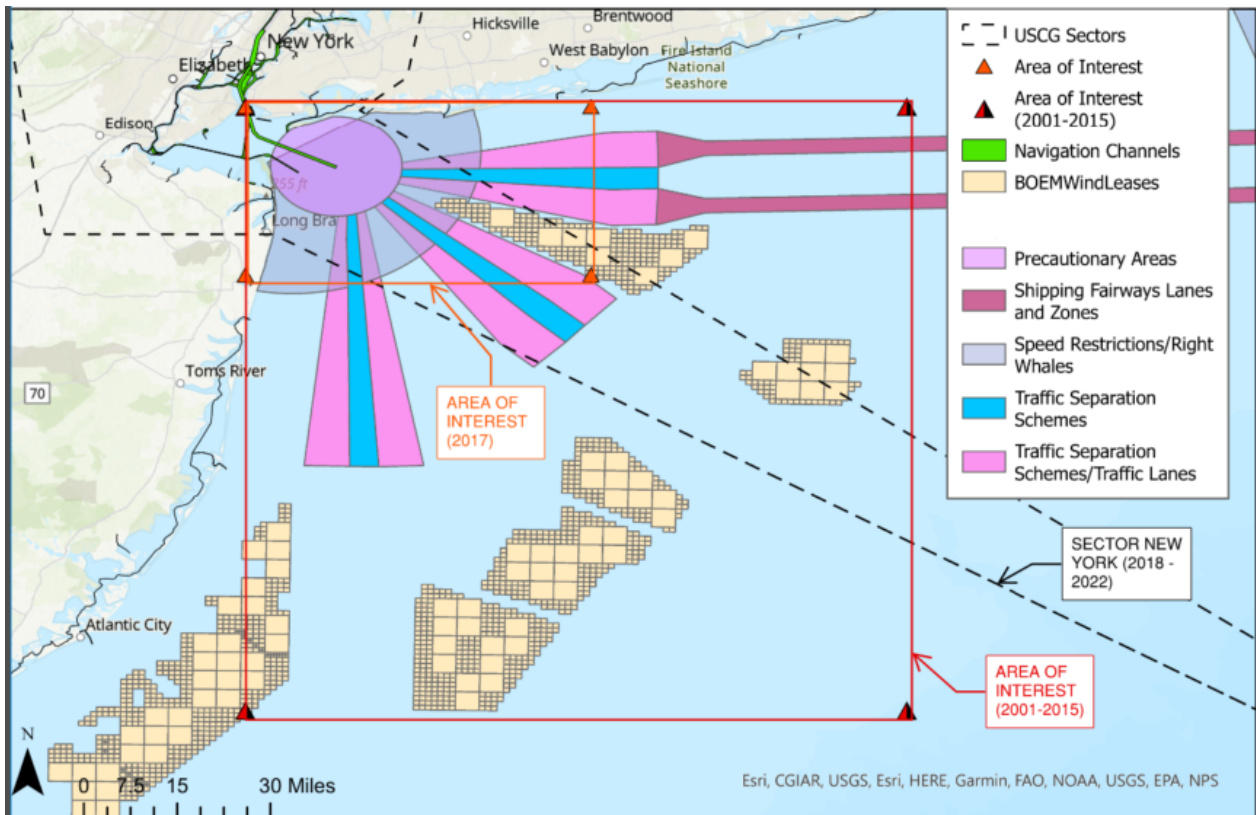 Hicksville
Brentwood
New York
West Babylon
Fire Island
National
Seashore
Elizabeth
Edison
355 ft
Long Bra
Toms River
70
Atlantic City
AREA OF
INTEREST
(2017)
USCG Sectors
Area of Interest
Area of Interest
(2001-2015)
Navigation Channels
BOEMWindLeases
Precautionary Areas
Shipping Fairways Lanes
and Zones
Speed Restrictions/Right
Whales
Traffic Separation
Schemes
Traffic Separation
Schemes/Traffic Lanes
SECTOR NEW
YORK (2018 -
2022)
AREA OF
INTEREST
(2001-2015)
N
0 7.5 15 30 Miles
Esri, CGIAR, USGS, Esri, HERE, Garmin, FAO, NOAA, USGS, EPA, NPS